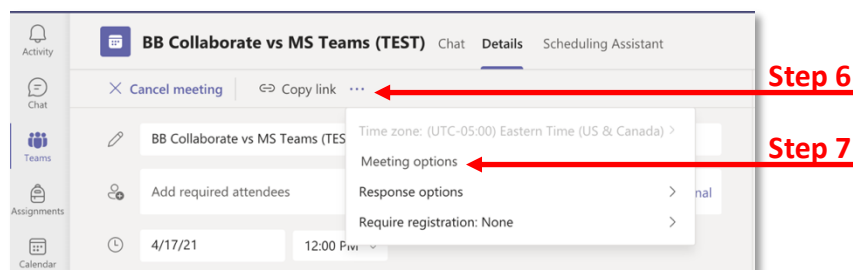 Activity
Chat
Teams
Assignments
Calendar
BB Collaborate vs MS Teams (TEST) Chat Details Scheduling Assistant
Cancel meeting Copy link ...
Step 6
BB Collaborate vs MS Teams (TES
Time zone: (UTC-05:00) Eastern Time (US & Canada) >
Meeting options
Step 7
Add required attendees
Response options >
nal
Require registration: None >
4/17/21 12:00 PM